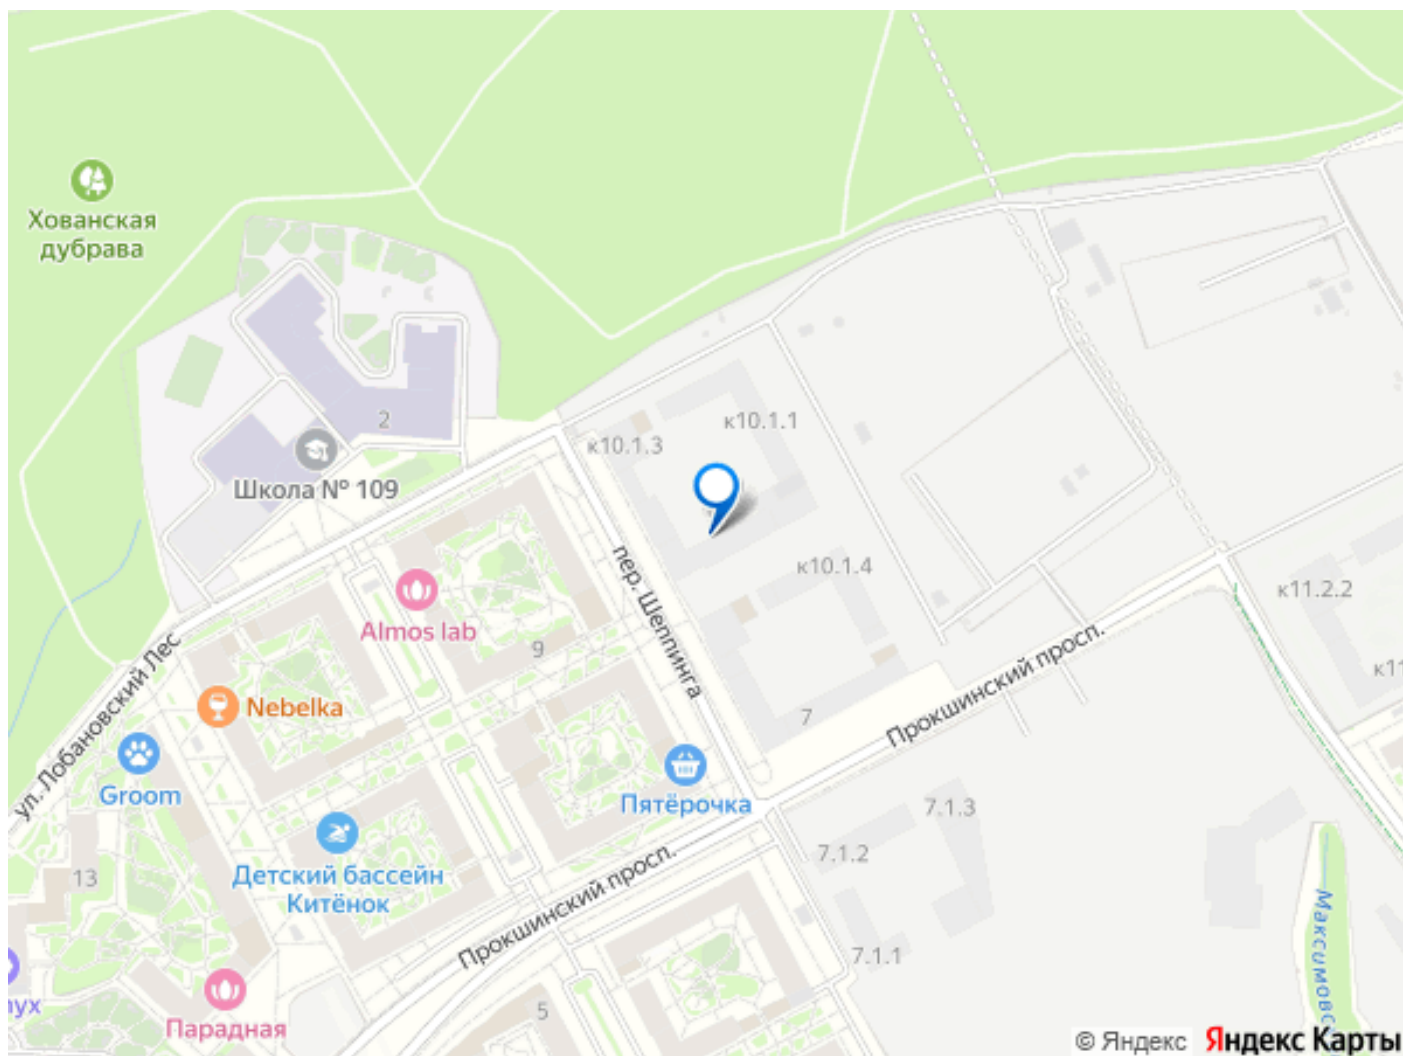 Хованская
дубрава
2
Школа № 109
к10.1.1
к10.1.3
к10.1.4
к11.2.2
к11
пер. Шеппинга
Almos lab
9
ул. Лобановский Лес
Nebelka
Groom
7
Прокшинский просп.
Пятёрочка
7.1.3
7.1.2
7.1.1
Детский бассейн
Китёнок
13
Прокшинский просп.
Максимовс
Парадная
5
© Яндекс Яндекс Карты